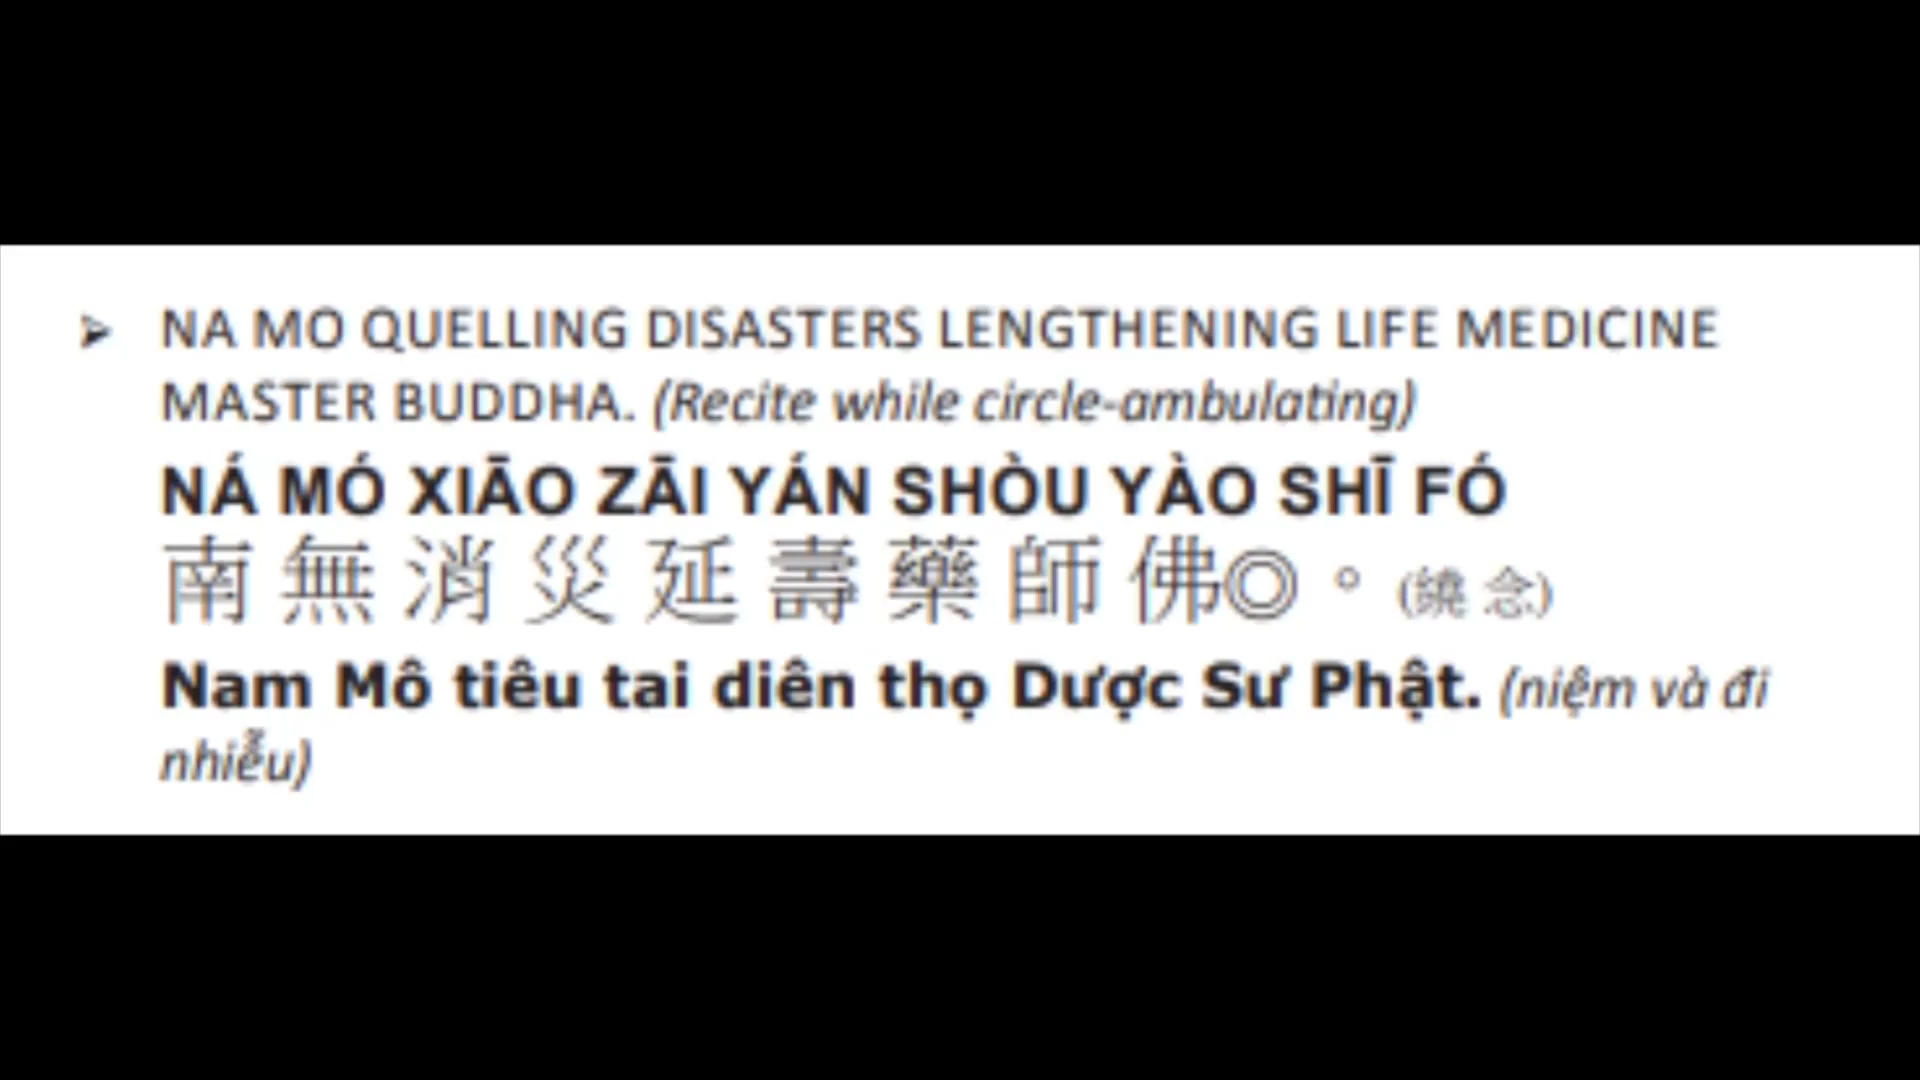 ➢ NA MO QUELLING DISASTERS LENGTHENING LIFE MEDICINE
MASTER BUDDHA. (Recite while circle-ambulating)
NÁ MÓ XIĀO ZĀI YÁN SHÒU YÀO SHĪ FÓ
南 無 消 災 延 壽 藥 師 佛◎。(繞 念)
Nam Mô tiêu tai diên thọ Dược Sư Phật. (niệm và đi
nhiễu)